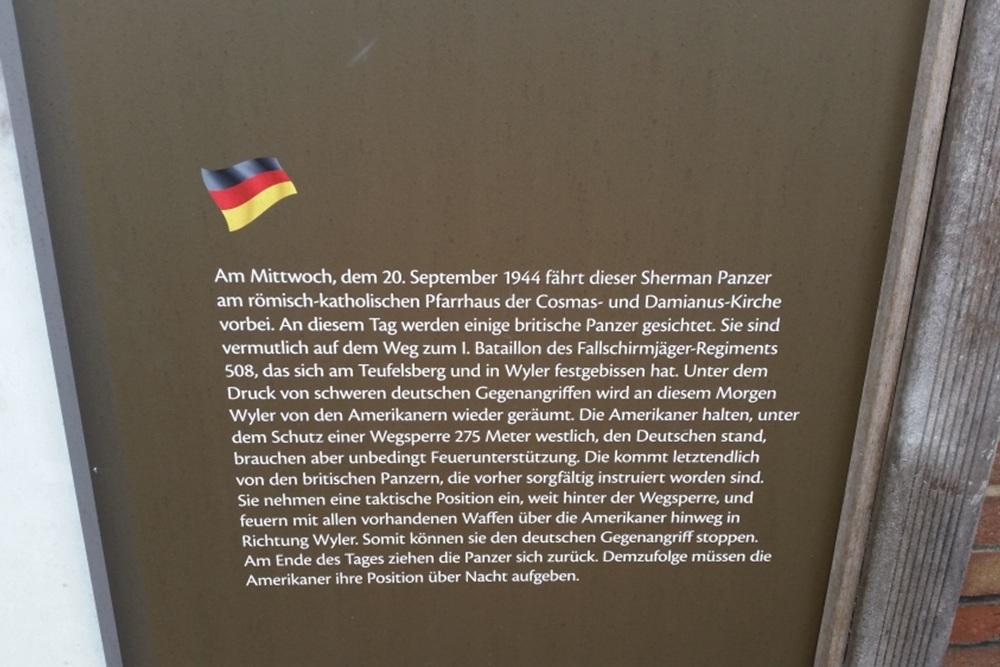 Am Mittwoch, dem 20. September 1944 fährt dieser Sherman Panzer
am römisch-katholischen Pfarrhaus der Cosmas- und Damianus-Kirche
vorbei. An diesem Tag werden einige britische Panzer gesichtet. Sie sind
vermutlich auf dem Weg zum I. Bataillon des Fallschirmjäger-Regiments
508, das sich am Teufelsberg und in Wyler festgebissen hat. Unter dem
Druck von schweren deutschen Gegenangriffen wird an diesem Morgen
Wyler von den Amerikanern wieder geräumt. Die Amerikaner halten, unter
dem Schutz einer Wegsperre 275 Meter westlich, den Deutschen stand,
brauchen aber unbedingt Feuerunterstützung. Die kommt letztendlich
von den britischen Panzern, die vorher sorgfältig instruiert worden sind.
Sie nehmen eine taktische Position ein, weit hinter der Wegsperre, und
feuern mit allen vorhandenen Waffen über die Amerikaner hinweg in
Richtung Wyler. Somit können sie den deutschen Gegenangriff stoppen.
Am Ende des Tages ziehen die Panzer sich zurück. Demzufolge müssen die
Amerikaner ihre Position über Nacht aufgeben.